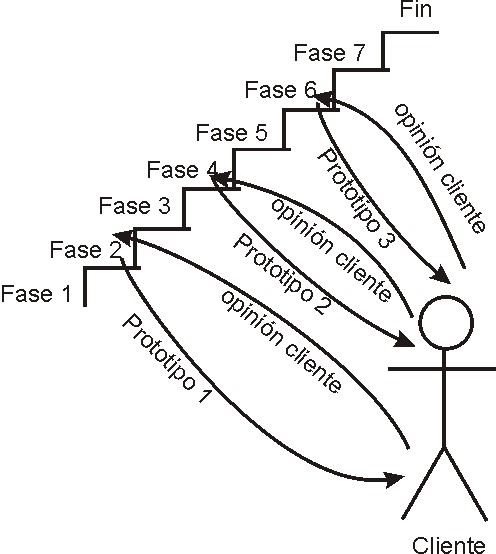 Fin
Fase 7
Fase 6
opinión cliente
Fase 5
Prototipo 3
Fase 4
opinión cliente
Fase 3
Prototipo 2
Fase 2
opinión cliente
Fase 1
Prototipo 1
Cliente